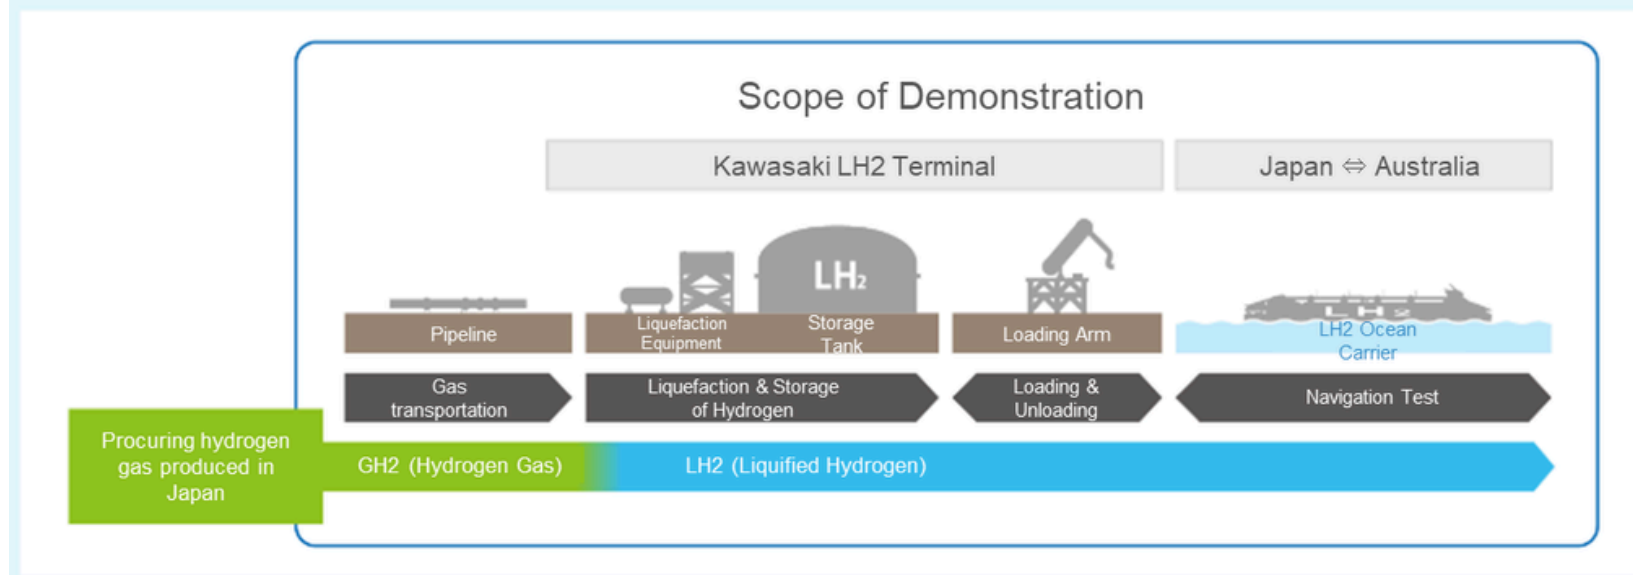 Scope of Demonstration
Kawasaki LH2 Terminal
Japan ⇔ Australia
LH₂
LH₂
Pipeline
Liquefaction
Equipment
Storage
Tank
Loading Arm
LH2 Ocean
Carrier
Gas
transportation
Liquefaction & Storage
of Hydrogen
Loading &
Unloading
Navigation Test
Procuring hydrogen
gas produced in
Japan
GH2 (Hydrogen Gas)
LH2 (Liquified Hydrogen)